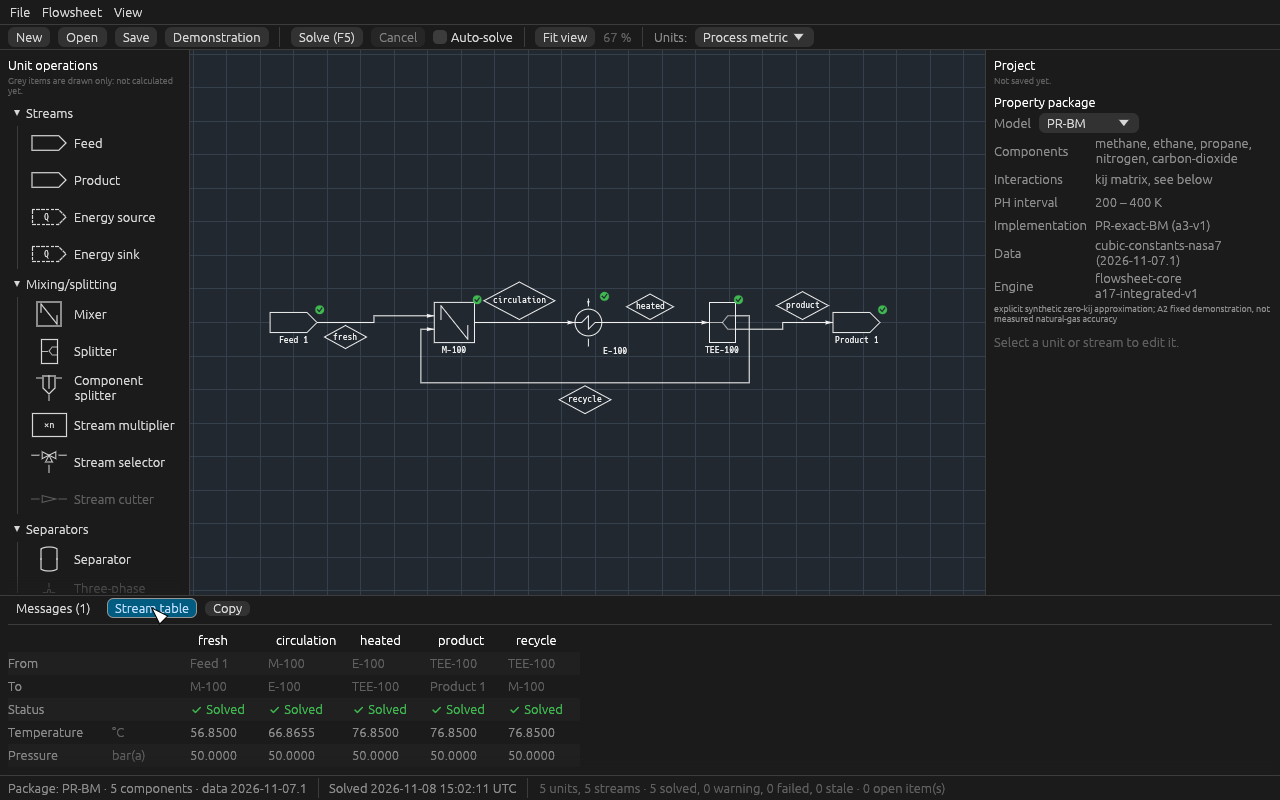 File Flowsheet View
New Open Save Demonstration Solve (F5) Cancel Auto-solve Fit view 67 % Units: Process metric
Unit operations
Grey items are drawn only: not calculated
yet.
Streams
Feed
Product
Q Energy source
Q Energy sink
Mixing/splitting
Mixer
Splitter
Component
splitter
×n Stream multiplier
Stream selector
Stream cutter
Separators
Separator
Three-phase
circulation
heated
product
fresh
Feed 1
M-100
E-100
TEE-100
Product 1
recycle
Project
Not saved yet.
Property package
Model PR-BM
Components methane, ethane, propane,
nitrogen, carbon-dioxide
Interactions kij matrix, see below
PH interval 200 – 400 K
Implementation PR-exact-BM (a3-v1)
Data cubic-constants-nasa7
(2026-11-07.1)
Engine flowsheet-core
a17-integrated-v1
explicit synthetic zero-kij approximation; A2 fixed demonstration, not
measured natural-gas accuracy
Select a unit or stream to edit it.
Messages (1) Stream table Copy
fresh circulation heated product recycle
From Feed 1 M-100 E-100 TEE-100 TEE-100
To M-100 E-100 TEE-100 Product 1 M-100
Status ✓ Solved ✓ Solved ✓ Solved ✓ Solved ✓ Solved
Temperature °C 56.8500 66.8655 76.8500 76.8500 76.8500
Pressure bar(a) 50.0000 50.0000 50.0000 50.0000 50.0000
Package: PR-BM · 5 components · data 2026-11-07.1 Solved 2026-11-08 15:02:11 UTC 5 units, 5 streams · 5 solved, 0 warning, 0 failed, 0 stale · 0 open item(s)